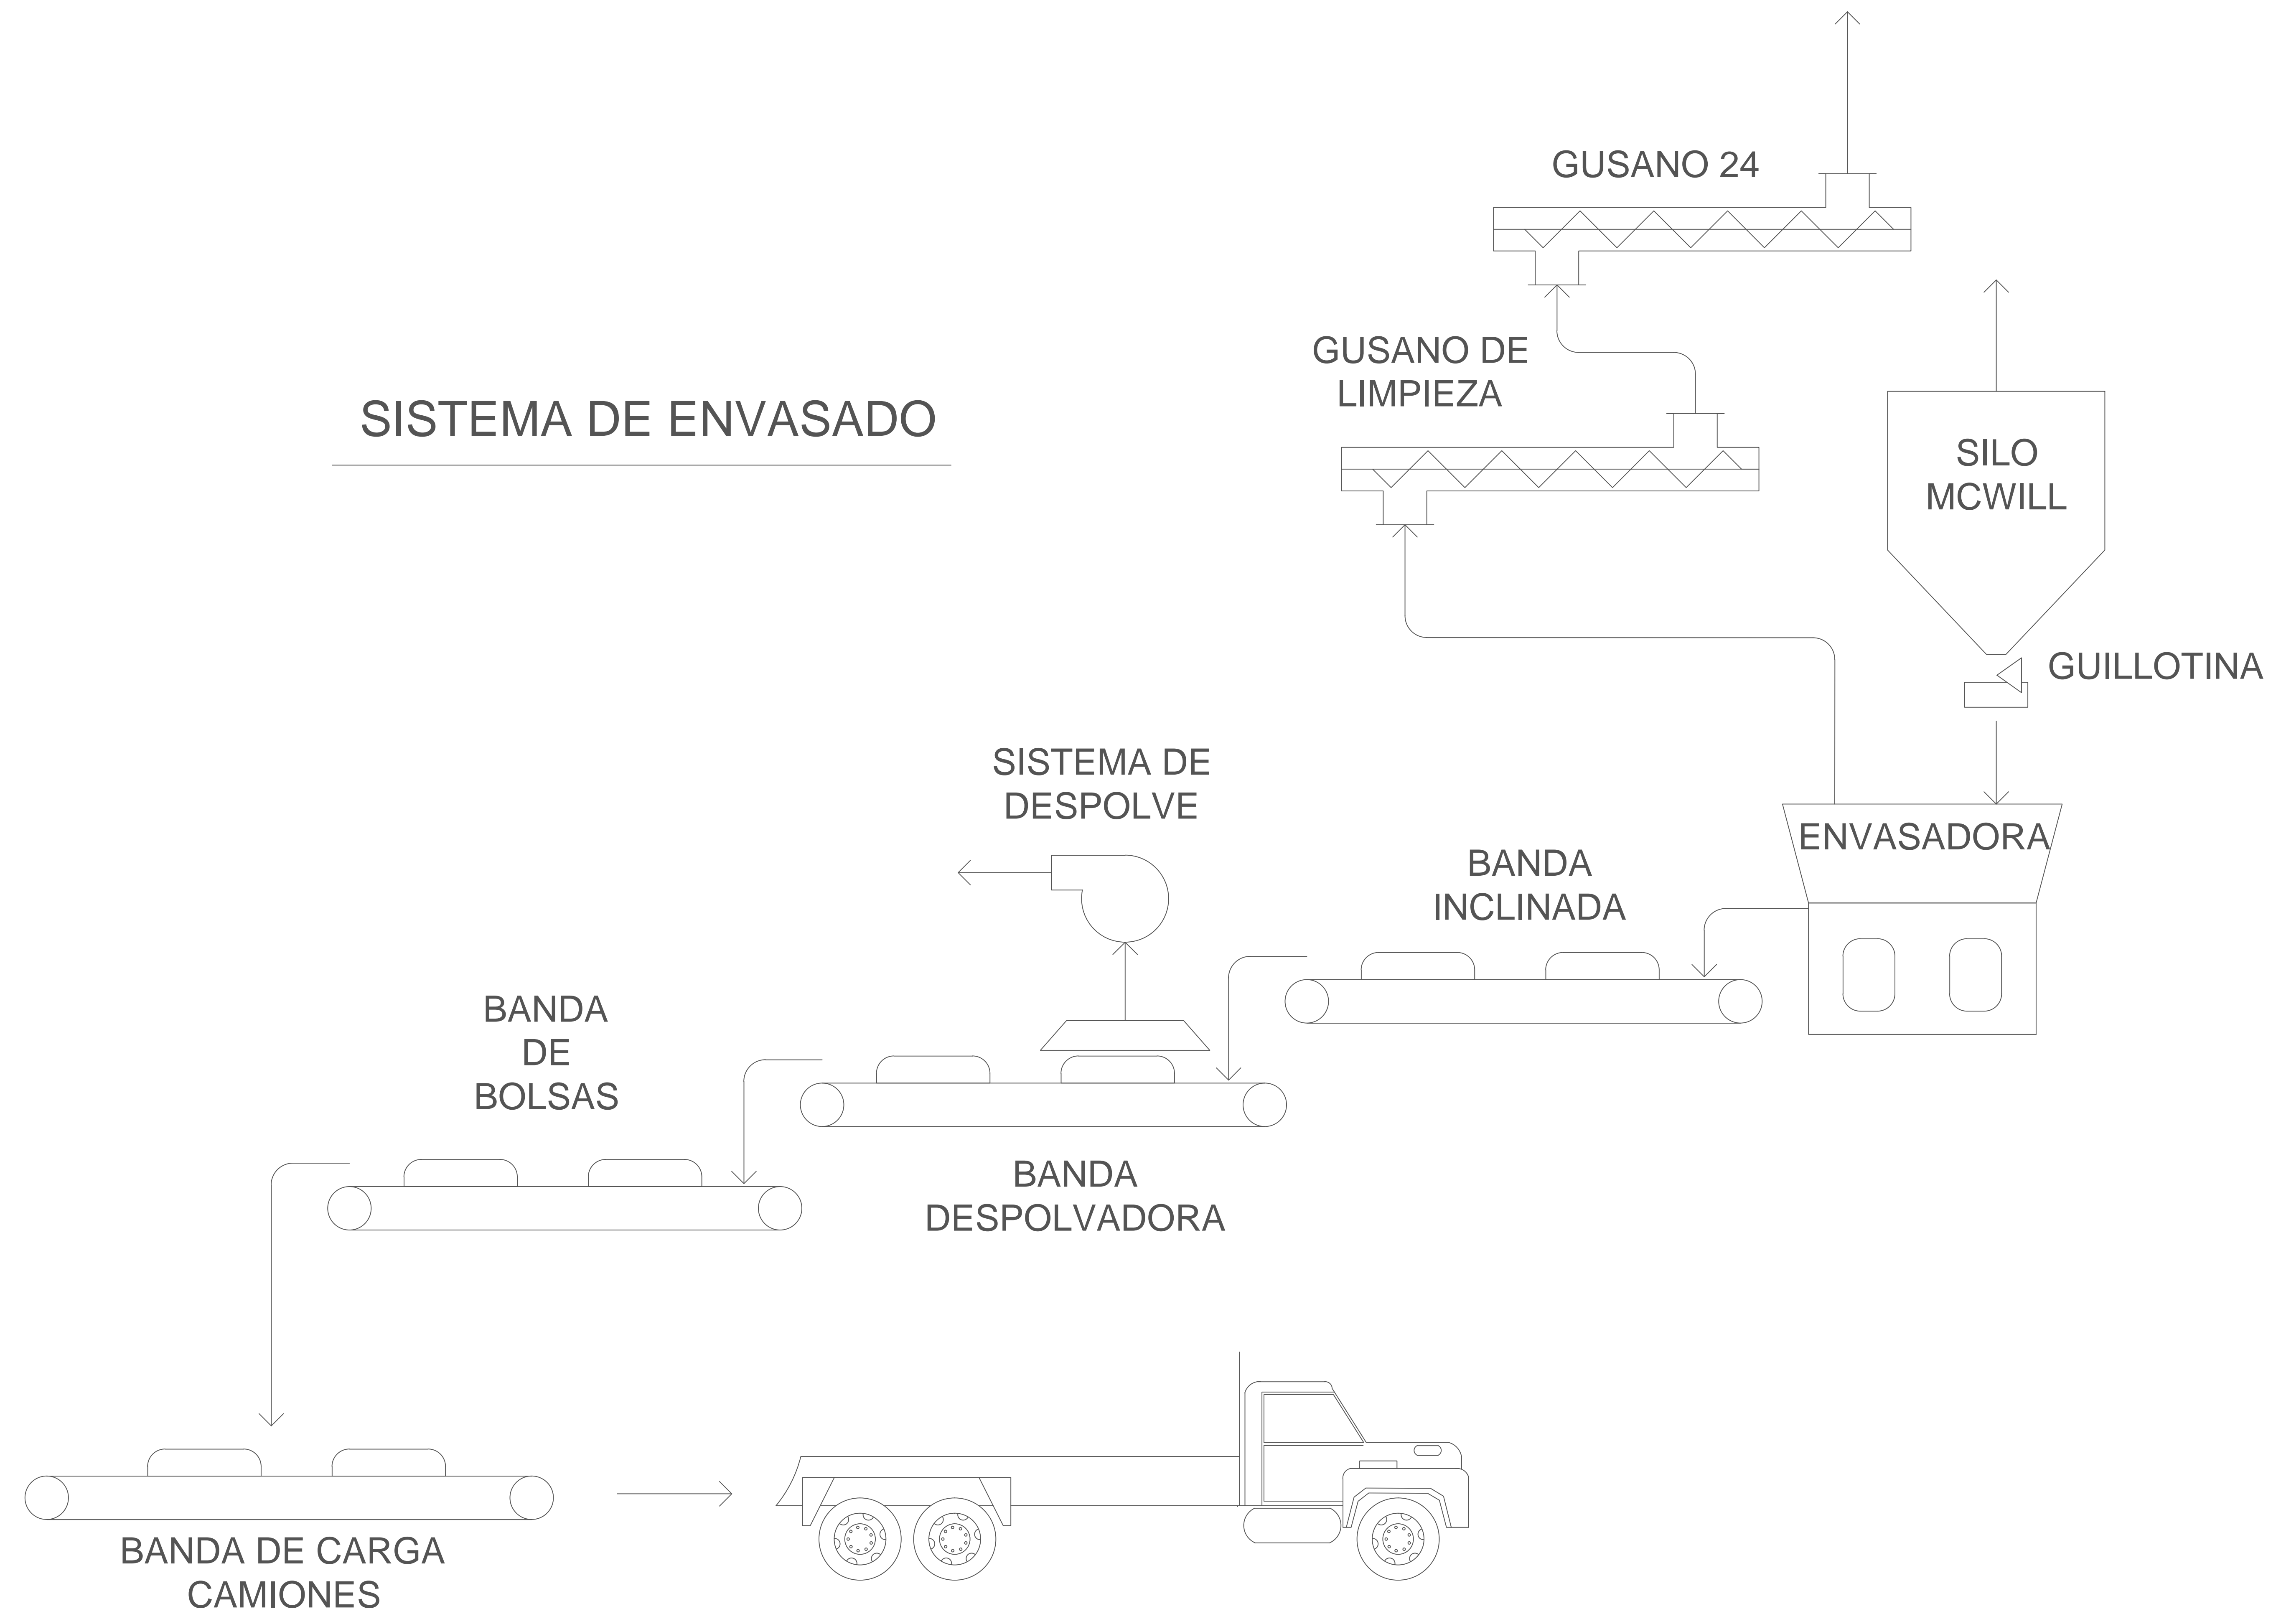 GUSANO 24
GUSANO DE
LIMPIEZA
SISTEMA DE ENVASADO
SILO
MCWILL
GUILLOTINA
SISTEMA DE
DESPOLVE
ENVASADORA
BANDA
INCLINADA
BANDA
DE
BOLSAS
BANDA
DESPOLVADORA
BANDA DE CARGA
CAMIONES